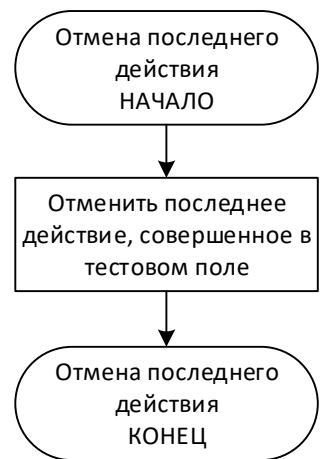 Отмена последнего
действия
НАЧАЛО
Отменить последнее
действие, совершенное в
тестовом поле
Отмена последнего
действия
КОНЕЦ